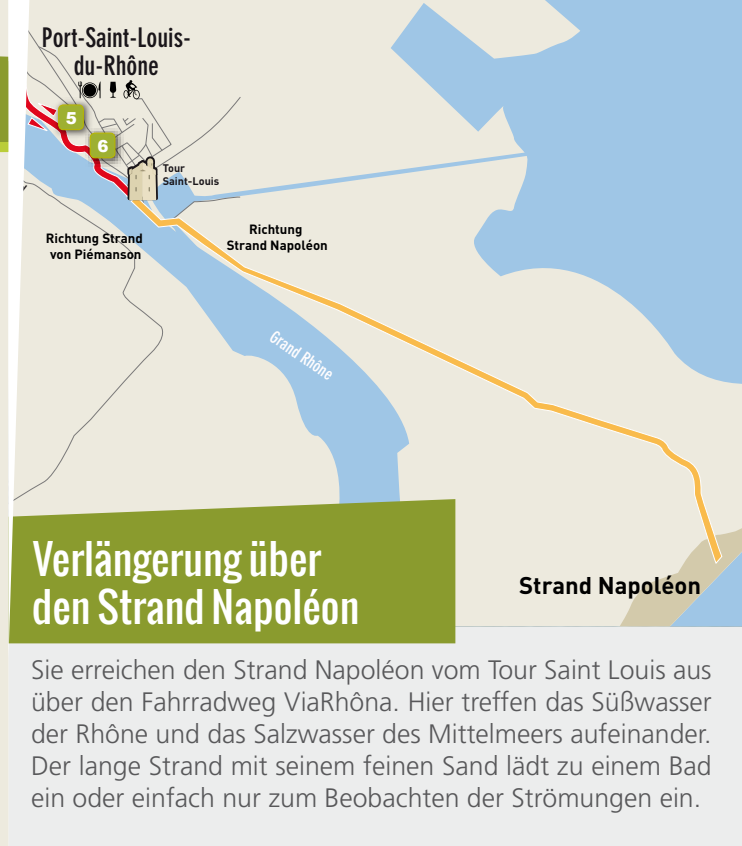 Port-Saint-Louis-
du-Rhône
5
6
Tour
Saint-Louis
Richtung Strand
von Piémanson
Richtung
Strand Napoléon
Grand Rhône
Strand Napoléon
Verlängerung über
den Strand Napoléon
Sie erreichen den Strand Napoléon vom Tour Saint Louis aus
über den Fahrradweg ViaRhôna. Hier treffen das Süßwasser
der Rhône und das Salzwasser des Mittelmeers aufeinander.
Der lange Strand mit seinem feinen Sand lädt zu einem Bad
ein oder einfach nur zum Beobachten der Strömungen ein.